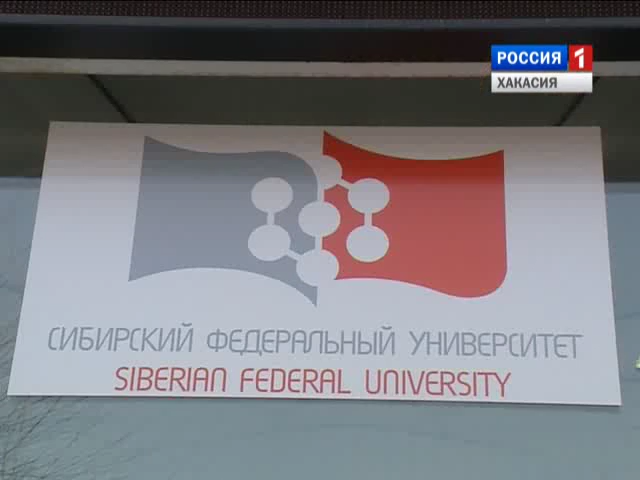 РОССИЯ 1
ХАКАСИЯ
СИБИРСКИЙ ФЕДЕРАЛЬНЫЙ УНИВЕРСИТЕТ
SIBERIAN FEDERAL UNIVERSITY